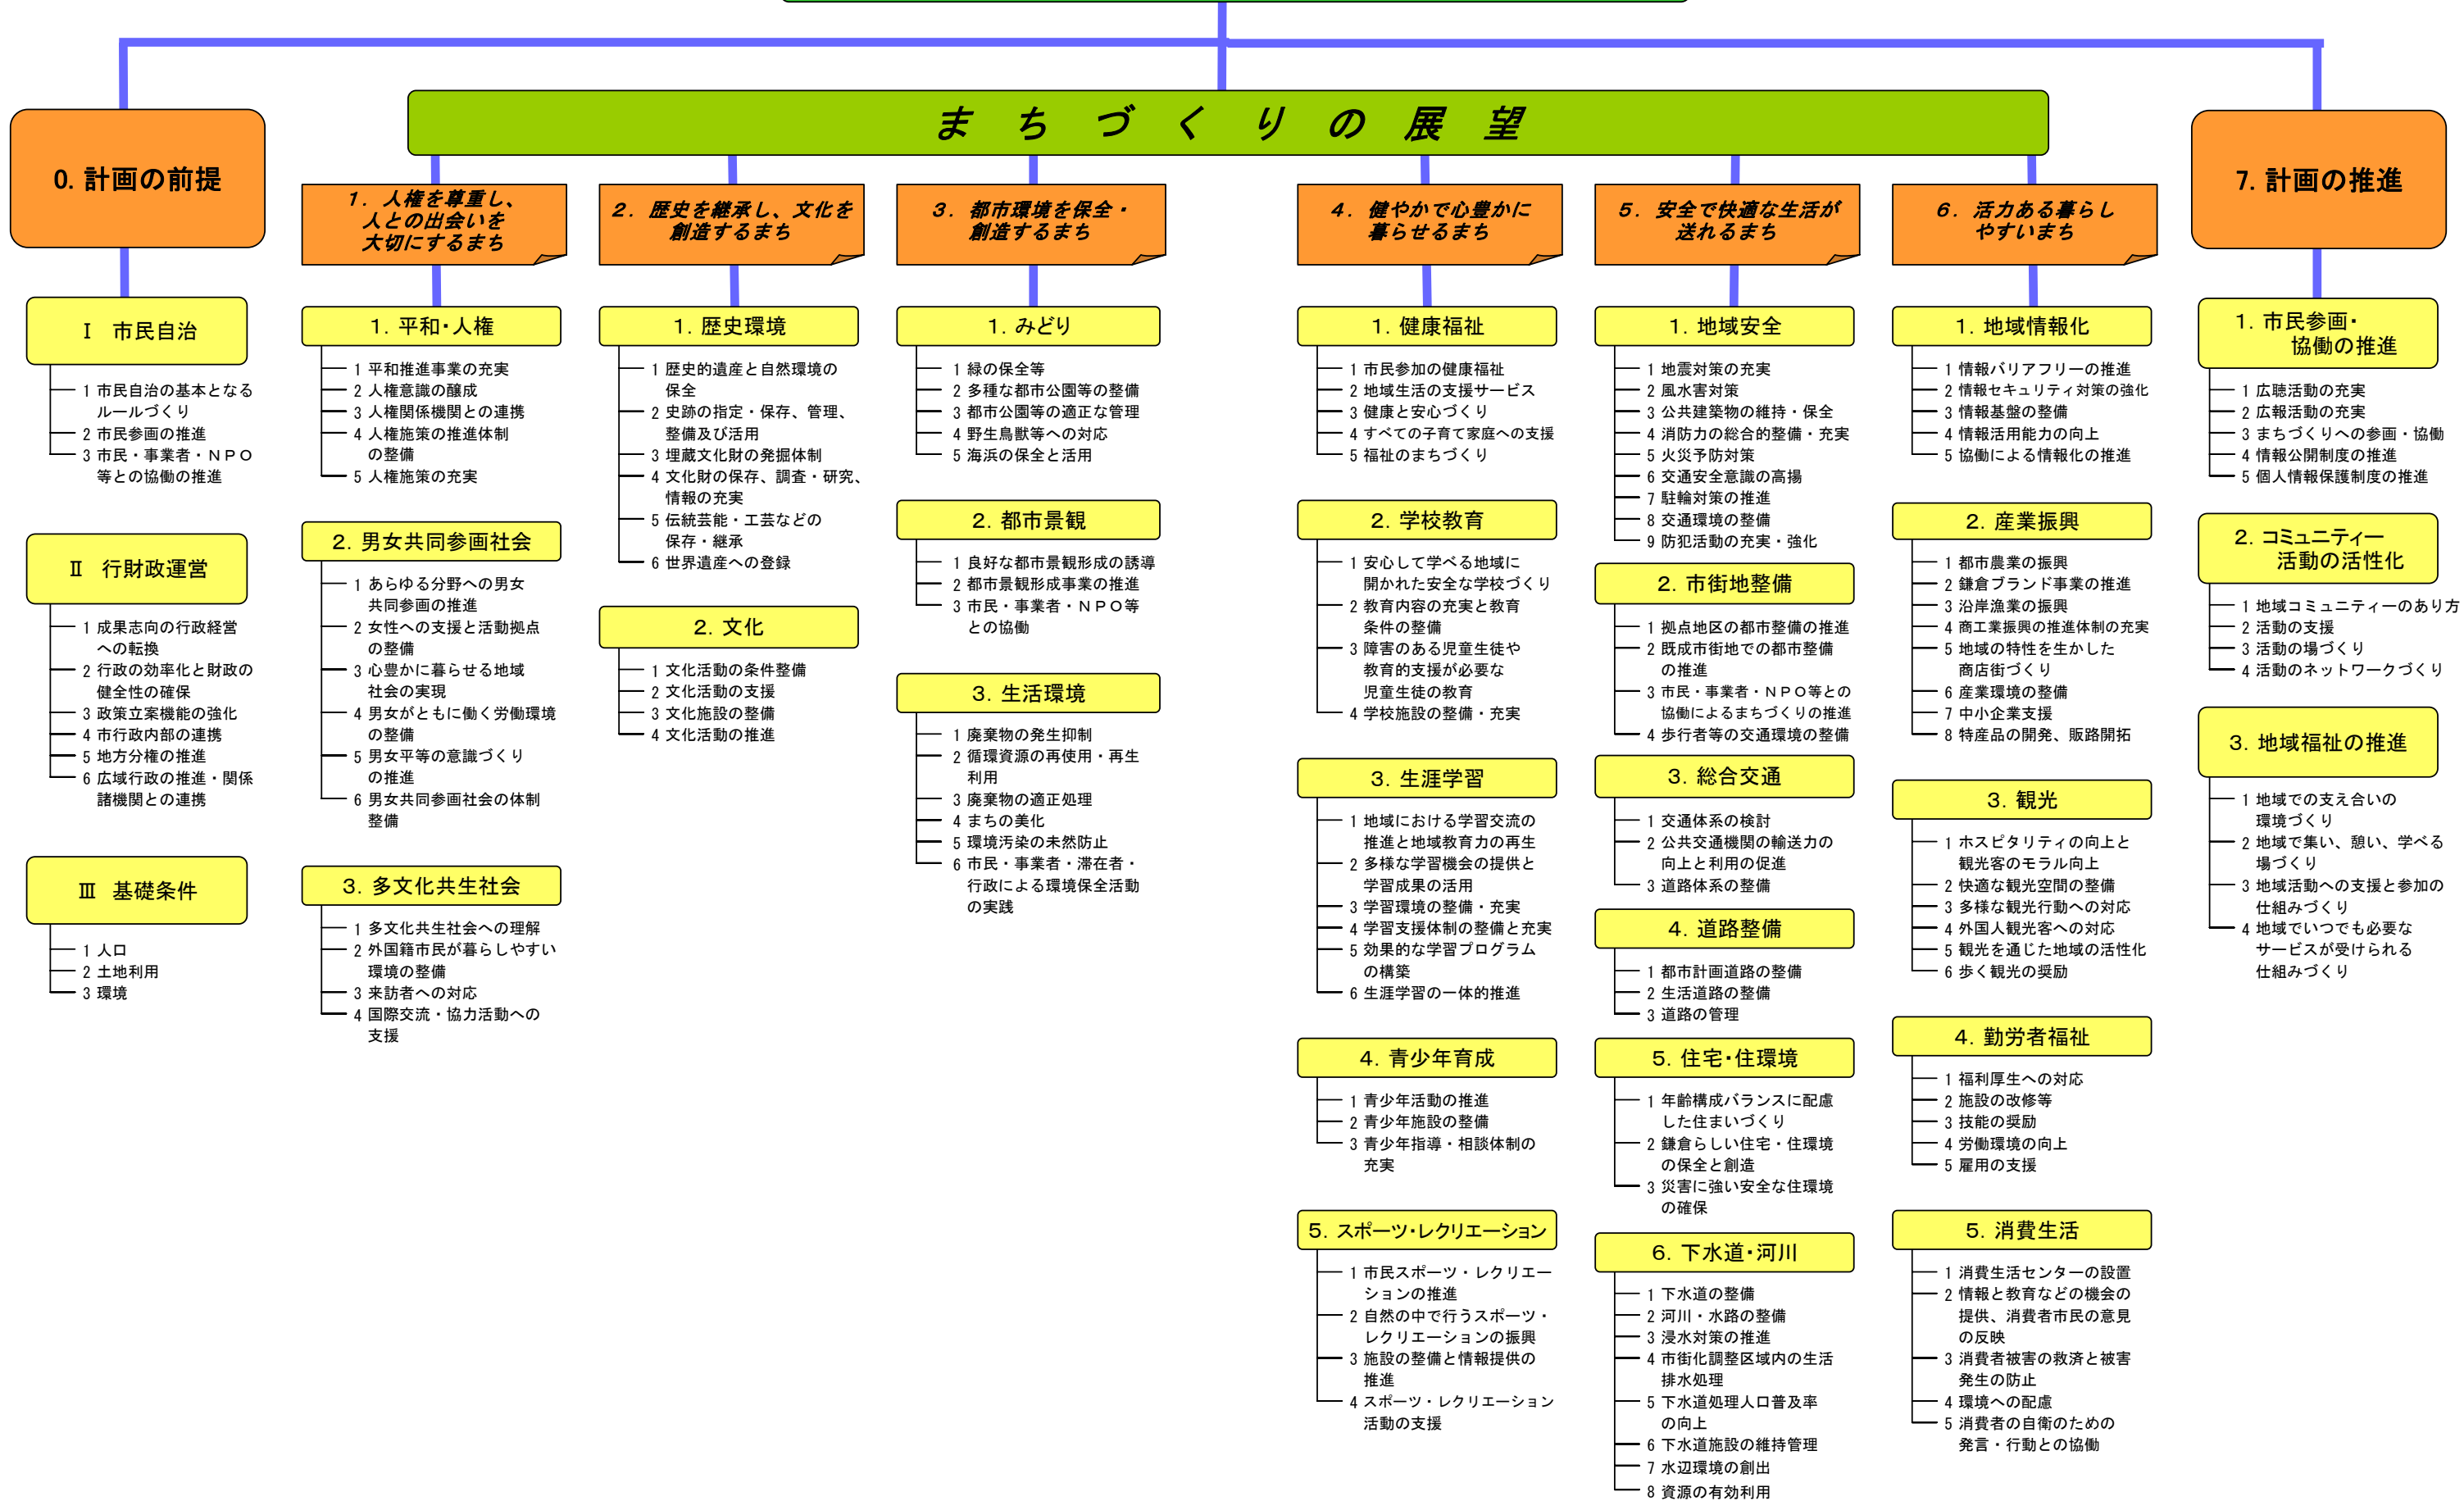 まちづくりの展望
0. 計画の前提
Ⅰ 市民自治
1 市民自治の基本となる
ルールづくり
2 市民参画の推進
3 市民・事業者・ＮＰＯ
等との協働の推進
Ⅱ 行財政運営
1 成果志向の行政経営
への転換
2 行政の効率化と財政の
健全性の確保
3 政策立案機能の強化
4 市行政内部の連携
5 地方分権の推進
6 広域行政の推進・関係
諸機関との連携
Ⅲ 基礎条件
1 人口
2 土地利用
3 環境
1．人権を尊重し、
人との出会いを
大切にするまち
1．平和・人権
1 平和推進事業の充実
2 人権意識の醸成
3 人権関係機関との連携
4 人権施策の推進体制
の整備
5 人権施策の充実
2．男女共同参画社会
1 あらゆる分野への男女
共同参画の推進
2 女性への支援と活動拠点
の整備
3 心豊かに暮らせる地域
社会の実現
4 男女がともに働く労働環境
の整備
5 男女平等の意識づくり
の推進
6 男女共同参画社会の体制
整備
3．多文化共生社会
1 多文化共生社会への理解
2 外国籍市民が暮らしやすい
環境の整備
3 来訪者への対応
4 国際交流・協力活動への
支援
2．歴史を継承し、文化を
創造するまち
1．歴史環境
1 歴史的遺産と自然環境の
保全
2 史跡の指定・保存、管理、
整備及び活用
3 埋蔵文化財の発掘体制
4 文化財の保存、調査・研究、
情報の充実
5 伝統芸能・工芸などの
保存・継承
6 世界遺産への登録
2．文化
1 文化活動の条件整備
2 文化活動の支援
3 文化施設の整備
4 文化活動の推進
3．都市環境を保全・
創造するまち
1．みどり
1 緑の保全等
2 多種な都市公園等の整備
3 都市公園等の適正な管理
4 野生鳥獣等への対応
5 海浜の保全と活用
2．都市景観
1 良好な都市景観形成の誘導
2 都市景観形成事業の推進
3 市民・事業者・ＮＰＯ等
との協働
3．生活環境
1 廃棄物の発生抑制
2 循環資源の再使用・再生
利用
3 廃棄物の適正処理
4 まちの美化
5 環境汚染の未然防止
6 市民・事業者・滞在者・
行政による環境保全活動
の実践
4．健やかで心豊かに
暮らせるまち
1．健康福祉
1 市民参加の健康福祉
2 地域生活の支援サービス
3 健康と安心づくり
4 すべての子育て家庭への支援
5 福祉のまちづくり
2．学校教育
1 安心して学べる地域に
開かれた安全な学校づくり
2 教育内容の充実と教育
条件の整備
3 障害のある児童生徒や
教育的支援が必要な
児童生徒の教育
4 学校施設の整備・充実
3．生涯学習
1 地域における学習交流の
推進と地域教育力の再生
2 多様な学習機会の提供と
学習成果の活用
3 学習環境の整備・充実
4 学習支援体制の整備と充実
5 効果的な学習プログラム
の構築
6 生涯学習の一体的推進
4．青少年育成
1 青少年活動の推進
2 青少年施設の整備
3 青少年指導・相談体制の
充実
5．スポーツ・レクリエーション
1 市民スポーツ・レクリエー
ションの推進
2 自然の中で行うスポーツ・
レクリエーションの振興
3 施設の整備と情報提供の
推進
4 スポーツ・レクリエーション
活動の支援
5．安全で快適な生活が
送れるまち
1．地域安全
1 地震対策の充実
2 風水害対策
3 公共建築物の維持・保全
4 消防力の総合的整備・充実
5 火災予防対策
6 交通安全意識の高揚
7 駐輪対策の推進
8 交通環境の整備
9 防犯活動の充実・強化
2．市街地整備
1 拠点地区の都市整備の推進
2 既成市街地での都市整備
の推進
3 市民・事業者・ＮＰＯ等との
協働によるまちづくりの推進
4 歩行者等の交通環境の整備
3．総合交通
1 交通体系の検討
2 公共交通機関の輸送力の
向上と利用の促進
3 道路体系の整備
4．道路整備
1 都市計画道路の整備
2 生活道路の整備
3 道路の管理
5．住宅・住環境
1 年齢構成バランスに配慮
した住まいづくり
2 鎌倉らしい住宅・住環境
の保全と創造
3 災害に強い安全な住環境
の確保
6．下水道・河川
1 下水道の整備
2 河川・水路の整備
3 浸水対策の推進
4 市街化調整区域内の生活
排水処理
5 下水道処理人口普及率
の向上
6 下水道施設の維持管理
7 水辺環境の創出
8 資源の有効利用
6．活力ある暮らし
やすいまち
1．地域情報化
1 情報バリアフリーの推進
2 情報セキュリティ対策の強化
3 情報基盤の整備
4 情報活用能力の向上
5 協働による情報化の推進
2．産業振興
1 都市農業の振興
2 鎌倉ブランド事業の推進
3 沿岸漁業の振興
4 商工業振興の推進体制の充実
5 地域の特性を生かした
商店街づくり
6 産業環境の整備
7 中小企業支援
8 特産品の開発、販路開拓
3．観光
1 ホスピタリティの向上と
観光客のモラル向上
2 快適な観光空間の整備
3 多様な観光行動への対応
4 外国人観光客への対応
5 観光を通じた地域の活性化
6 歩く観光の奨励
4．勤労者福祉
1 福利厚生への対応
2 施設の改修等
3 技能の奨励
4 労働環境の向上
5 雇用の支援
5．消費生活
1 消費生活センターの設置
2 情報と教育などの機会の
提供、消費者市民の意見
の反映
3 消費者被害の救済と被害
発生の防止
4 環境への配慮
5 消費者の自衛のための
発言・行動との協働
7. 計画の推進
1．市民参画・
協働の推進
1 広聴活動の充実
2 広報活動の充実
3 まちづくりへの参画・協働
4 情報公開制度の推進
5 個人情報保護制度の推進
2．コミュニティー
活動の活性化
1 地域コミュニティーのあり方
2 活動の支援
3 活動の場づくり
4 活動のネットワークづくり
3．地域福祉の推進
1 地域での支え合いの
環境づくり
2 地域で集い、憩い、学べる
場づくり
3 地域活動への支援と参加の
仕組みづくり
4 地域でいつでも必要な
サービスが受けられる
仕組みづくり